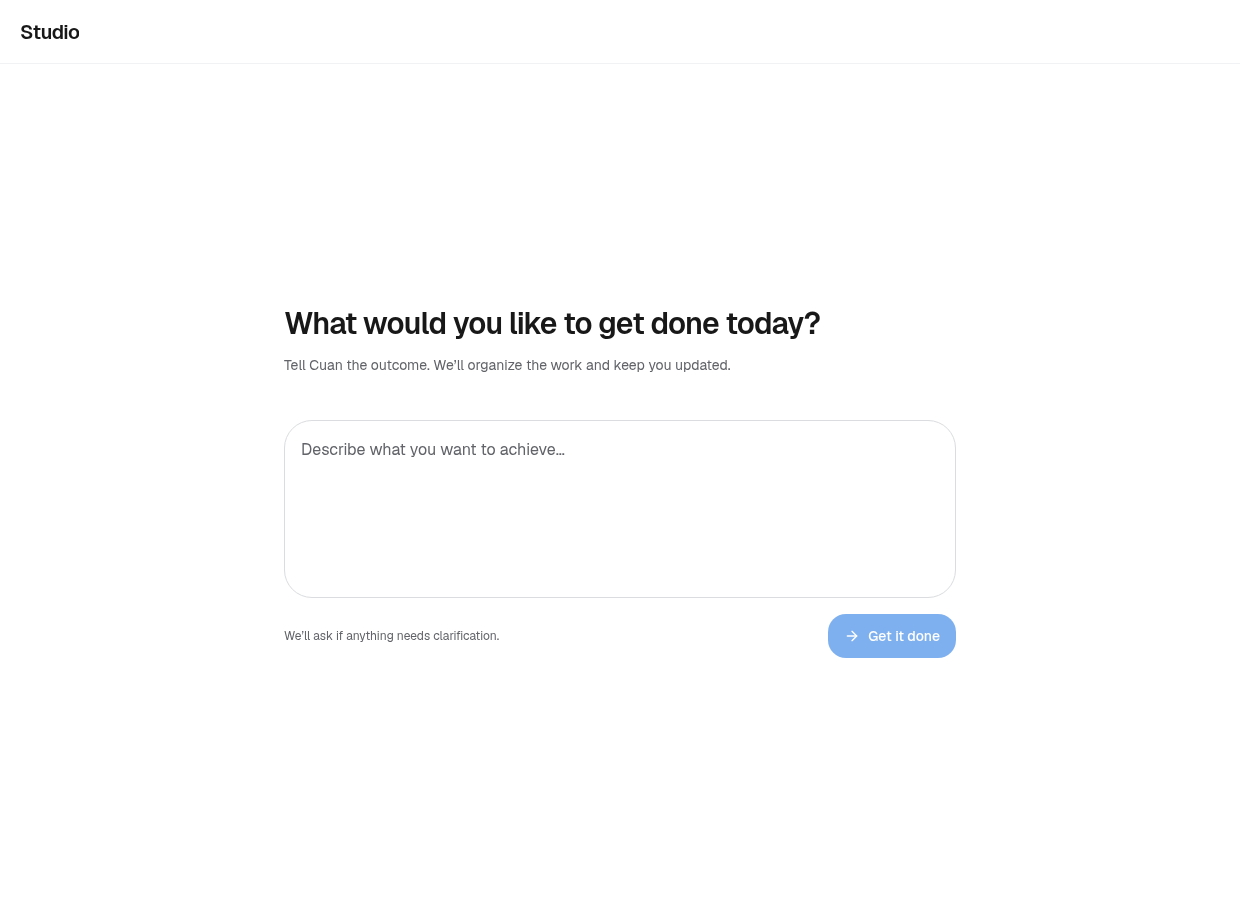 Studio
What would you like to get done today?
Tell Cuan the outcome. We’ll organize the work and keep you updated.
Describe what you want to achieve…
We’ll ask if anything needs clarification.
Get it done